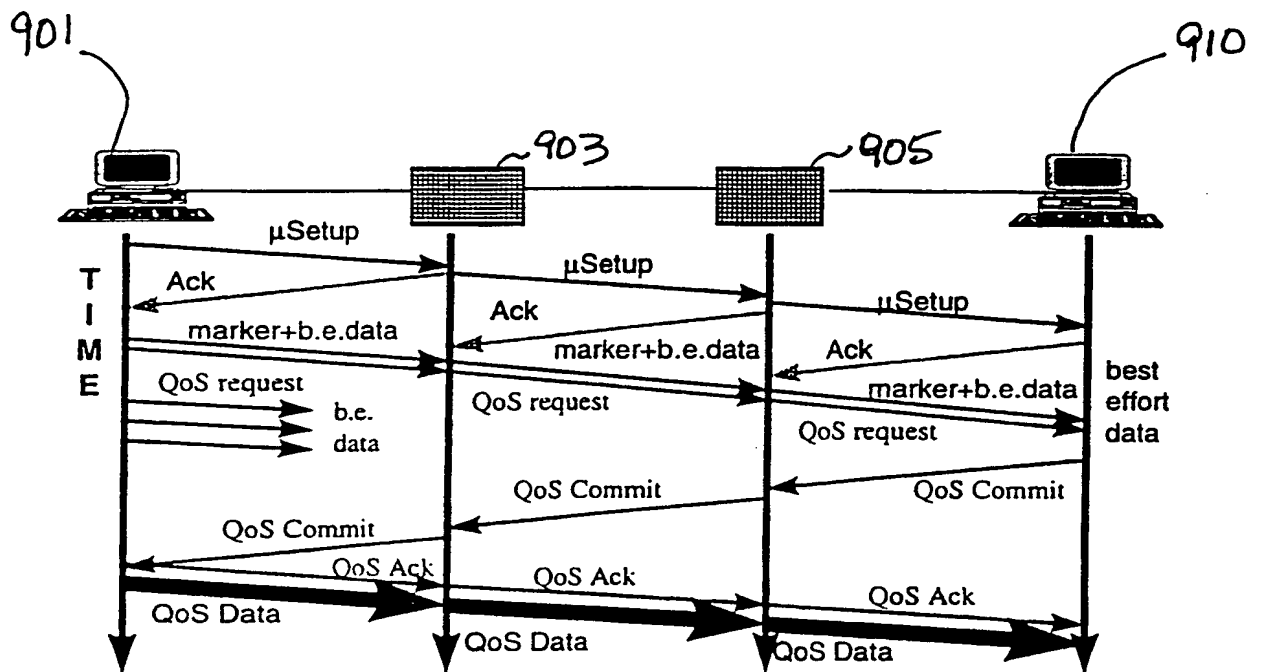 901
910
903
905
µSetup
µSetup
µSetup
TIME
Ack
Ack
Ack
marker+b.e.data
marker+b.e.data
marker+b.e.data
QoS request
QoS request
QoS request
b.e.
data
best
effort
data
QoS Commit
QoS Commit
QoS Commit
QoS Ack
QoS Ack
QoS Ack
QoS Data
QoS Data
QoS Data